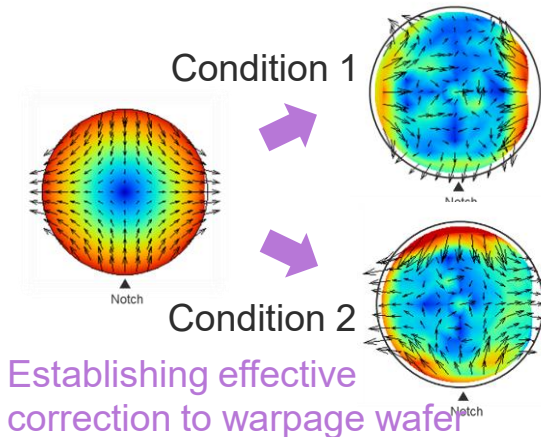 Condition 1
Notch
Notch
Condition 2
Notch
Establishing effective
correction to warpage wafer